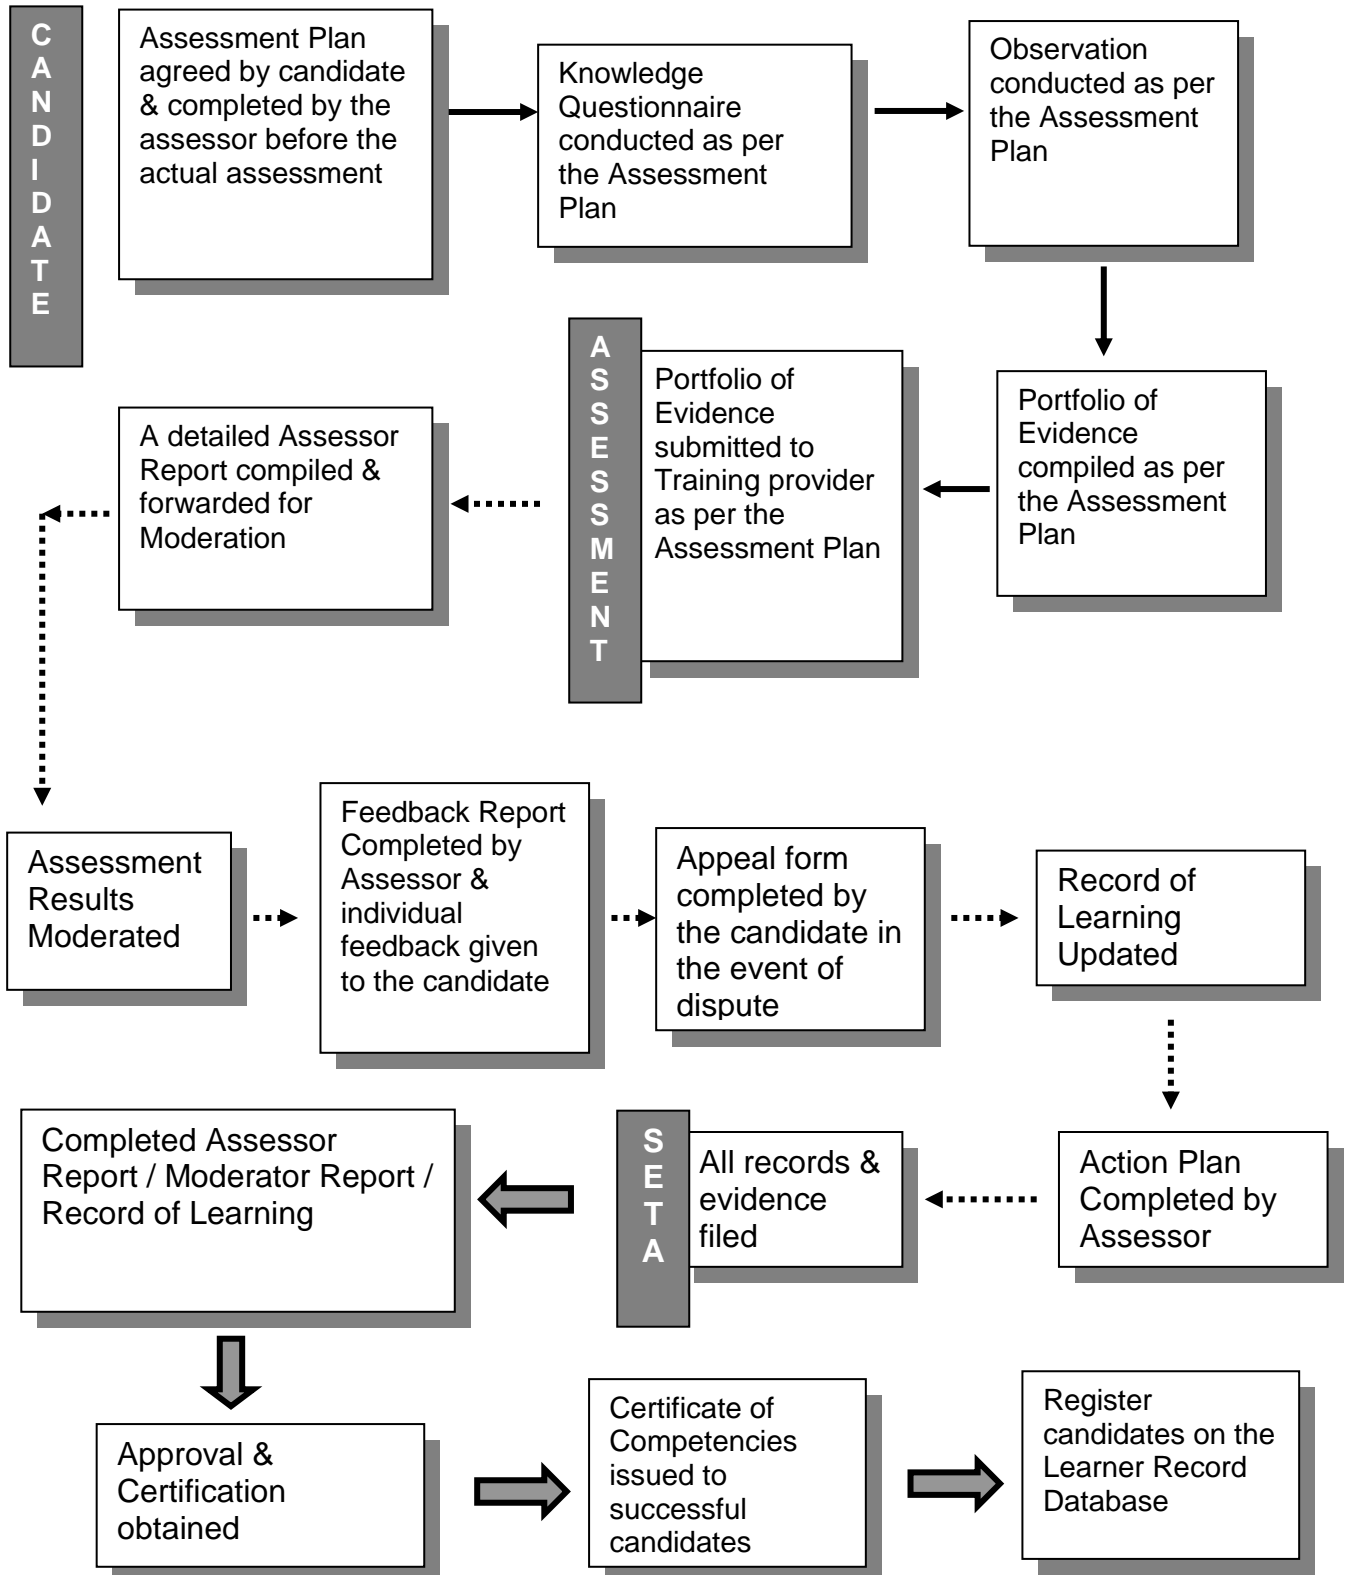 CANDIDATE
Assessment Plan
agreed by candidate
& completed by the
assessor before the
actual assessment
Knowledge
Questionnaire
conducted as per
the Assessment
Plan
Observation
conducted as per
the Assessment
Plan
Portfolio of
Evidence
compiled as per
the Assessment
Plan
ASSESSMENT
Portfolio of
Evidence
submitted to
Training provider
as per the
Assessment Plan
A detailed Assessor
Report compiled &
forwarded for
Moderation
Assessment
Results
Moderated
Feedback Report
Completed by
Assessor &
individual
feedback given
to the candidate
Appeal form
completed by
the candidate in
the event of
dispute
Record of
Learning
Updated
Action Plan
Completed by
Assessor
SETA
All records &
evidence
filed
Completed Assessor
Report / Moderator Report /
Record of Learning
Approval &
Certification
obtained
Certificate of
Competencies
issued to
successful
candidates
Register
candidates on the
Learner Record
Database